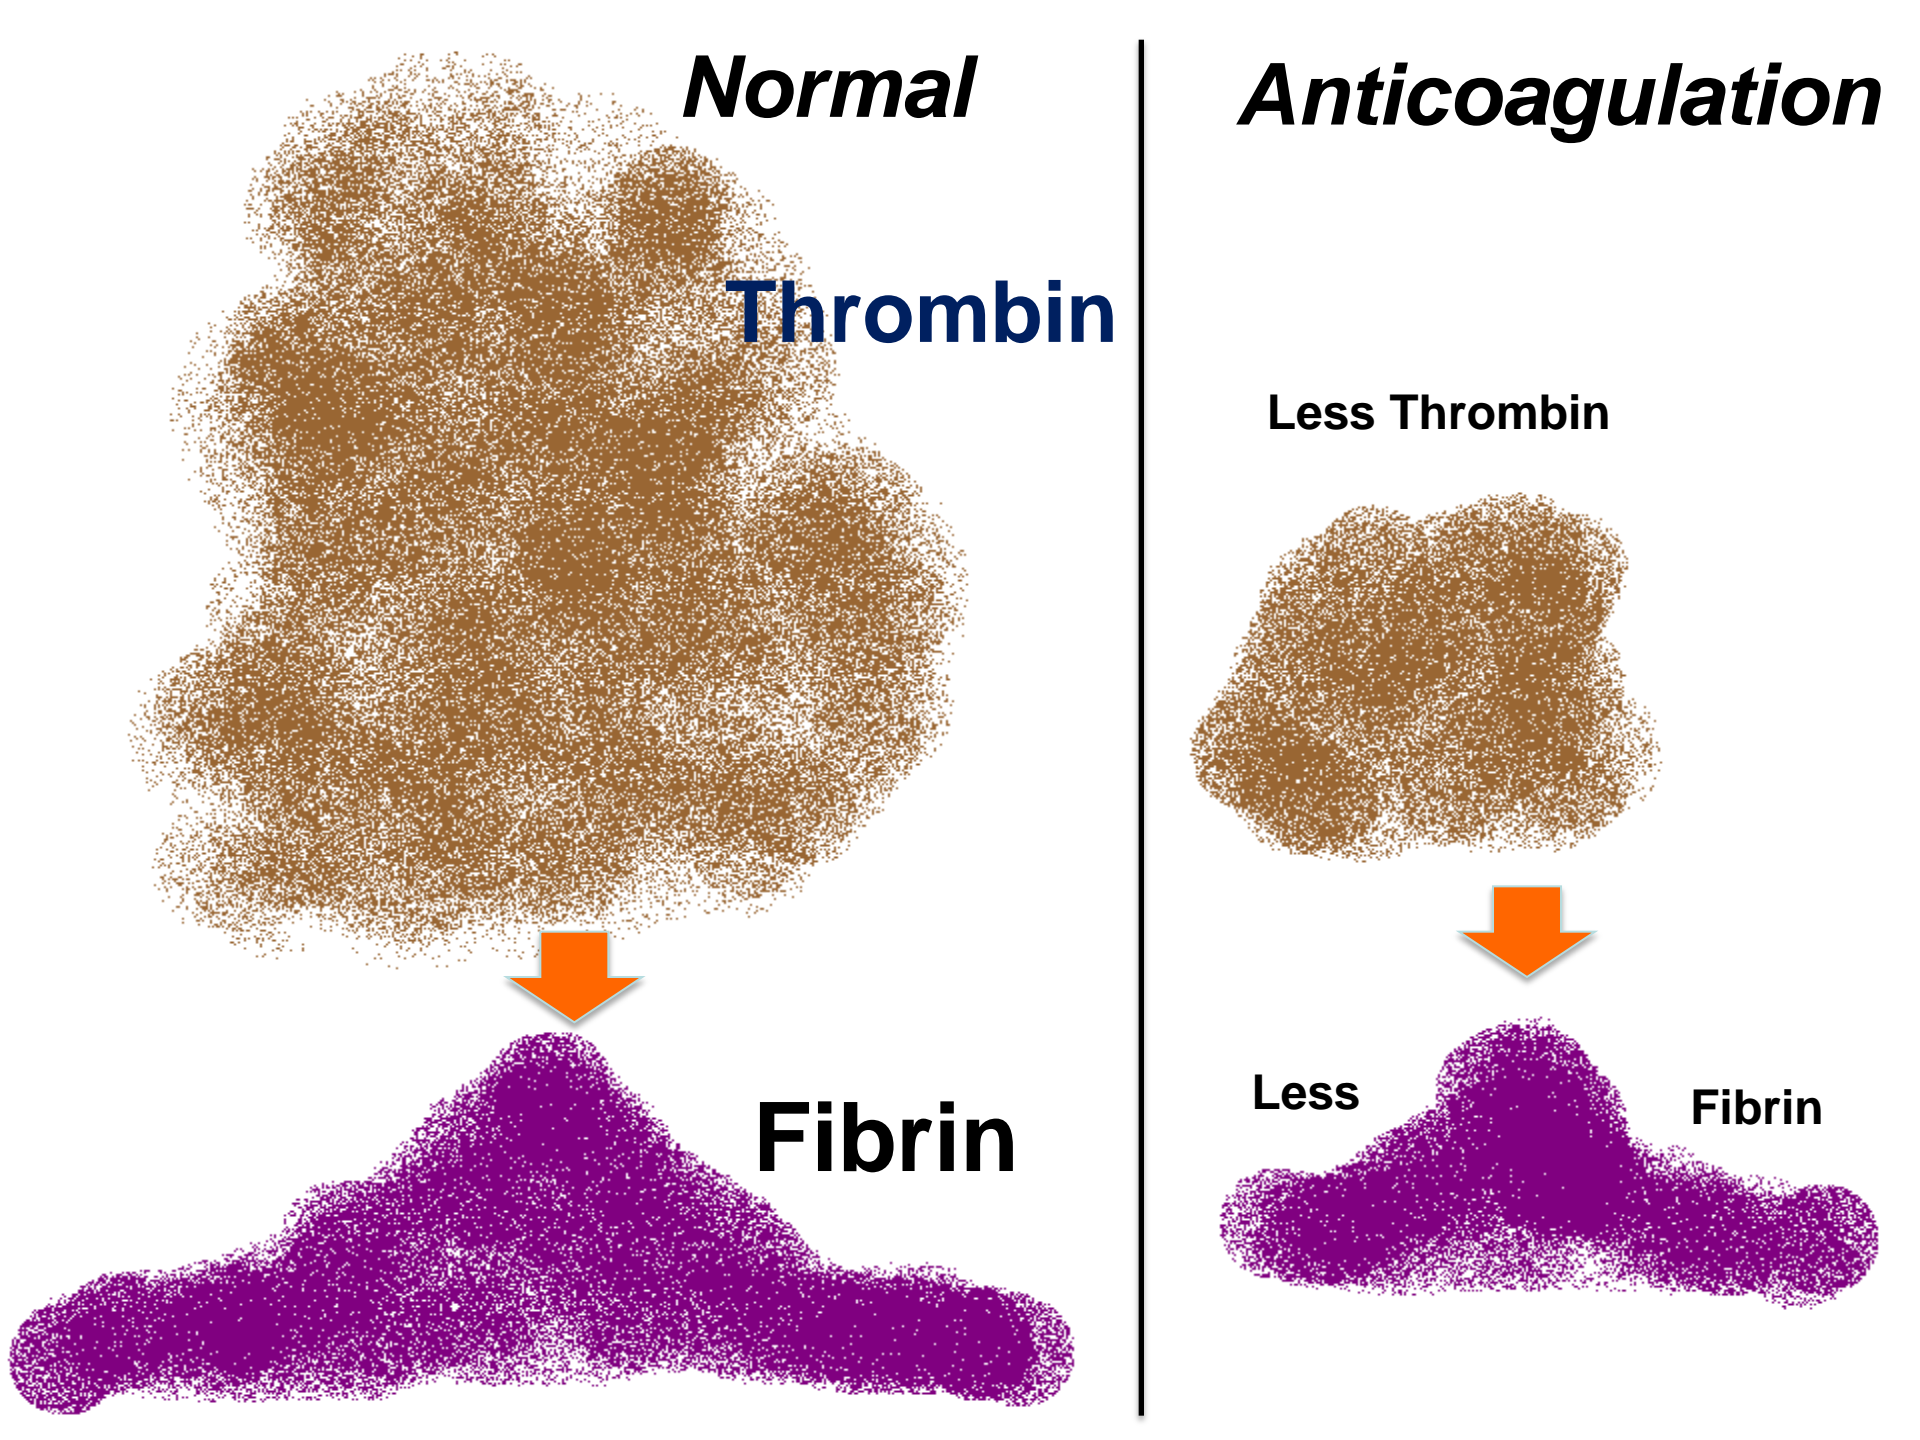 Normal
Thrombin
Fibrin
Anticoagulation
Less Thrombin
Less
Fibrin